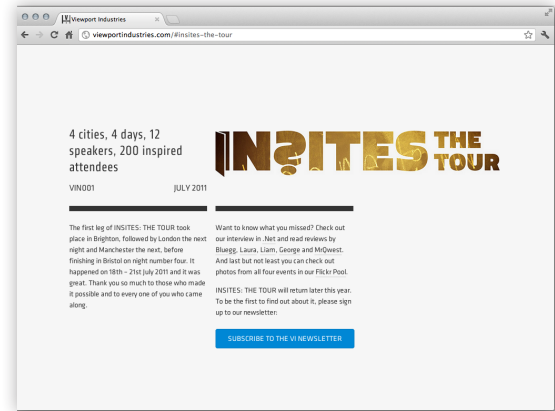 Viewport Industries
viewportindustries.com/#insites-the-tour
4 cities, 4 days, 12
speakers, 200 inspired
attendees
VIN001 JULY 2011
INSITES THE
TOUR
The first leg of INSITES: THE TOUR took
place in Brighton, followed by London the next
night and Manchester the next, before
finishing in Bristol on night number four. It
happened on 18th - 21st July 2011 and it was
great. Thank you so much to those who made
it possible and to every one of you who came
along.
Want to know what you missed? Check out
our interview in .Net and read reviews by
Bluegg, Laura, Liam, George and MrQwest.
And last but not least you can check out
photos from all four events in our Flickr Pool.
INSITES: THE TOUR will return later this year.
To be the first to find out about it, please sign
up to our newsletter:
SUBSCRIBE TO THE VI NEWSLETTER